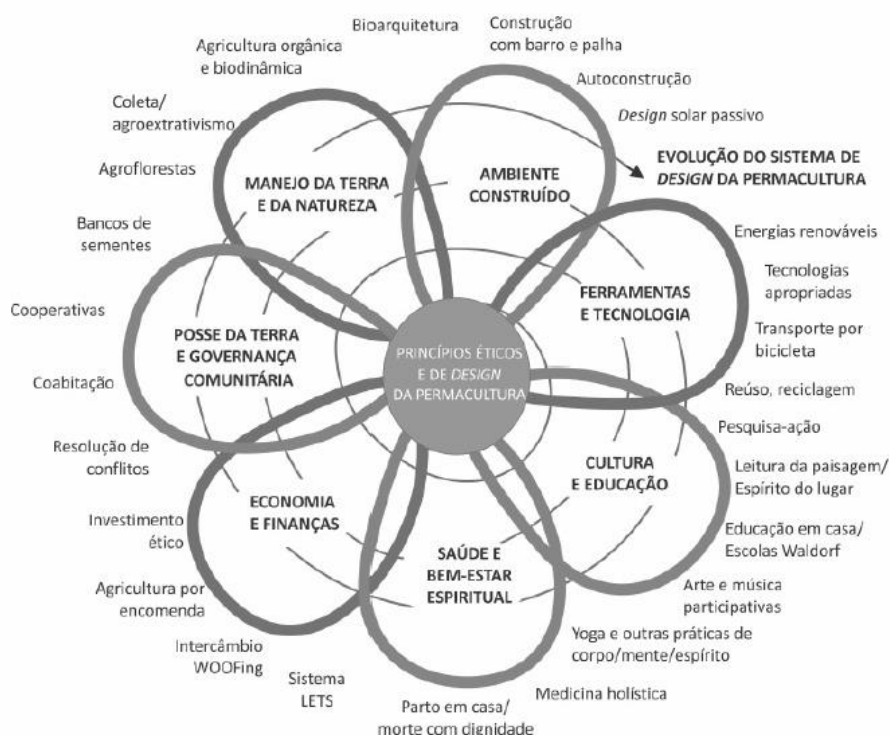 Bioarquitetura
Construção
com barro e palha
Autoconstrução
Design solar passivo
Agricultura orgânica
e biodinâmica
Coleta/
agroextrativismo
Agroflorestas
Bancos de
sementes
Cooperativas
Coabitação
Resolução de
conflitos
Investimento
ético
Agricultura por
encomenda
Intercâmbio
WOOFing
Sistema
LETS
Parto em casa/
morte com dignidade
Medicina holística
Yoga e outras práticas de
corpo/mente/espírito
Arte e música
participativas
Educação em casa/
Escolas Waldorf
Leitura da paisagem/
Espírito do lugar
Pesquisa-ação
Reúso, reciclagem
Transporte por
bicicleta
Tecnologias
apropriadas
Energias renováveis
EVOLUÇÃO DO SISTEMA DE
DESIGN DA PERMACULTURA
MANEJO DA TERRA
E DA NATUREZA
AMBIENTE
CONSTRUÍDO
FERRAMENTAS
E TECNOLOGIA
CULTURA
E EDUCAÇÃO
SAÚDE E
BEM-ESTAR
ESPIRITUAL
ECONOMIA
E FINANÇAS
POSSE DA TERRA
E GOVERNANÇA
COMUNITÁRIA
PRINCÍPIOS ÉTICOS
E DE DESIGN
DA PERMACULTURA